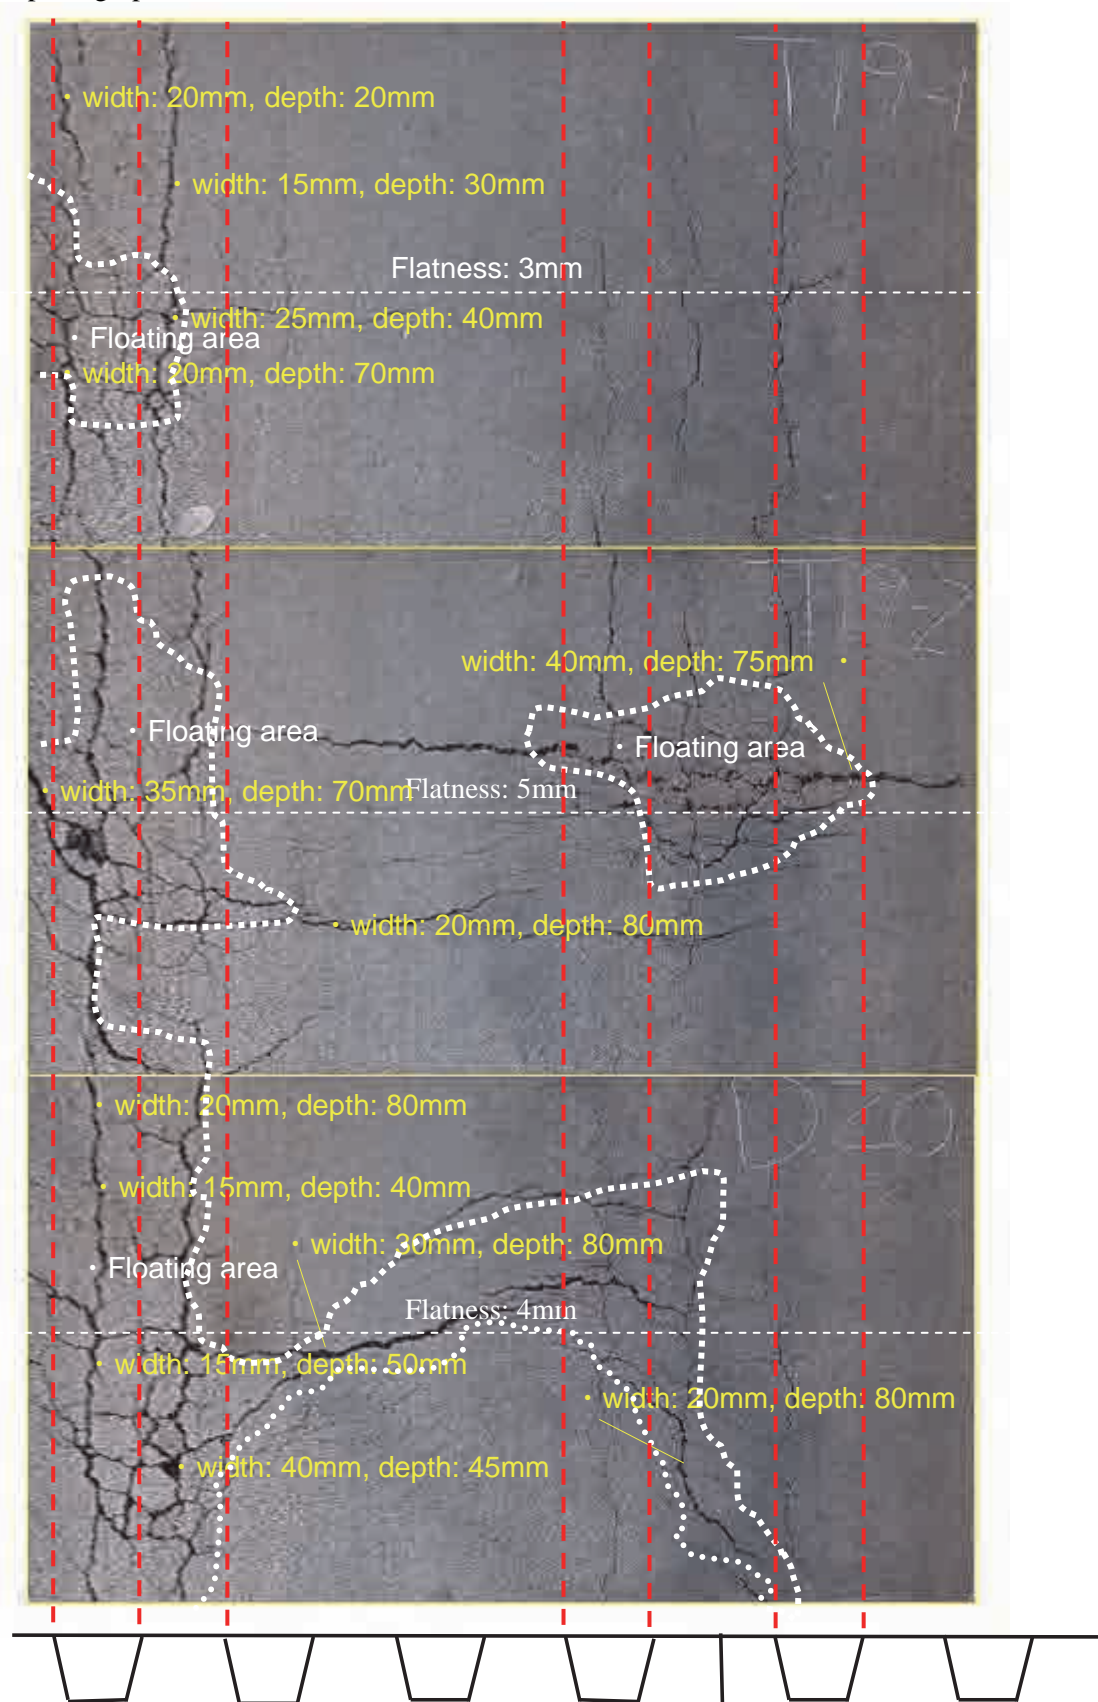 width: 20mm, depth: 20mm
width: 15mm, depth: 30mm
Flatness: 3mm
width: 25mm, depth: 40mm
Floating area
width: 20mm, depth: 70mm
width: 40mm, depth: 75mm
Floating area
Floating area
width: 35mm, depth: 70mm
Flatness: 5mm
width: 20mm, depth: 80mm
width: 20mm, depth: 80mm
width: 15mm, depth: 40mm
width: 30mm, depth: 80mm
Floating area
Flatness: 4mm
width: 15mm, depth: 50mm
width: 20mm, depth: 80mm
width: 40mm, depth: 45mm